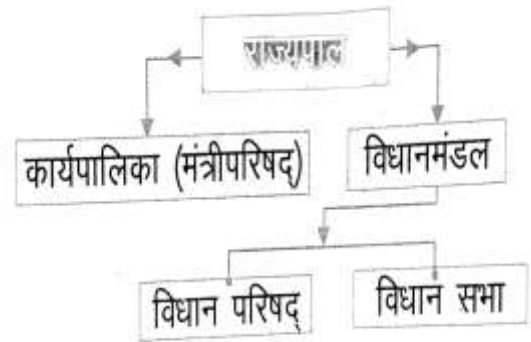 राज्यपाल
कार्यपालिका (मंत्रीपरिषद्)
विधानमंडल
विधान परिषद्
विधान सभा